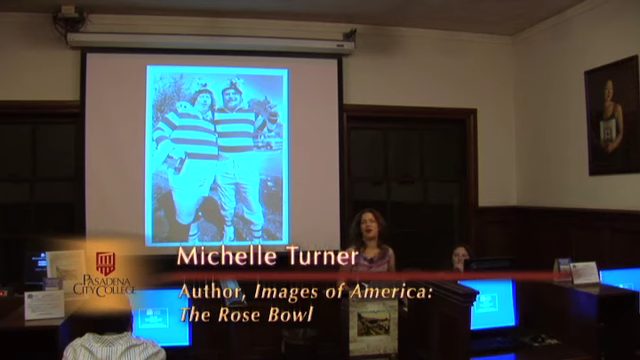 Michelle Turner
PASADENA
CITY COLLEGE
Author, Images of America:
The Rose Bowl